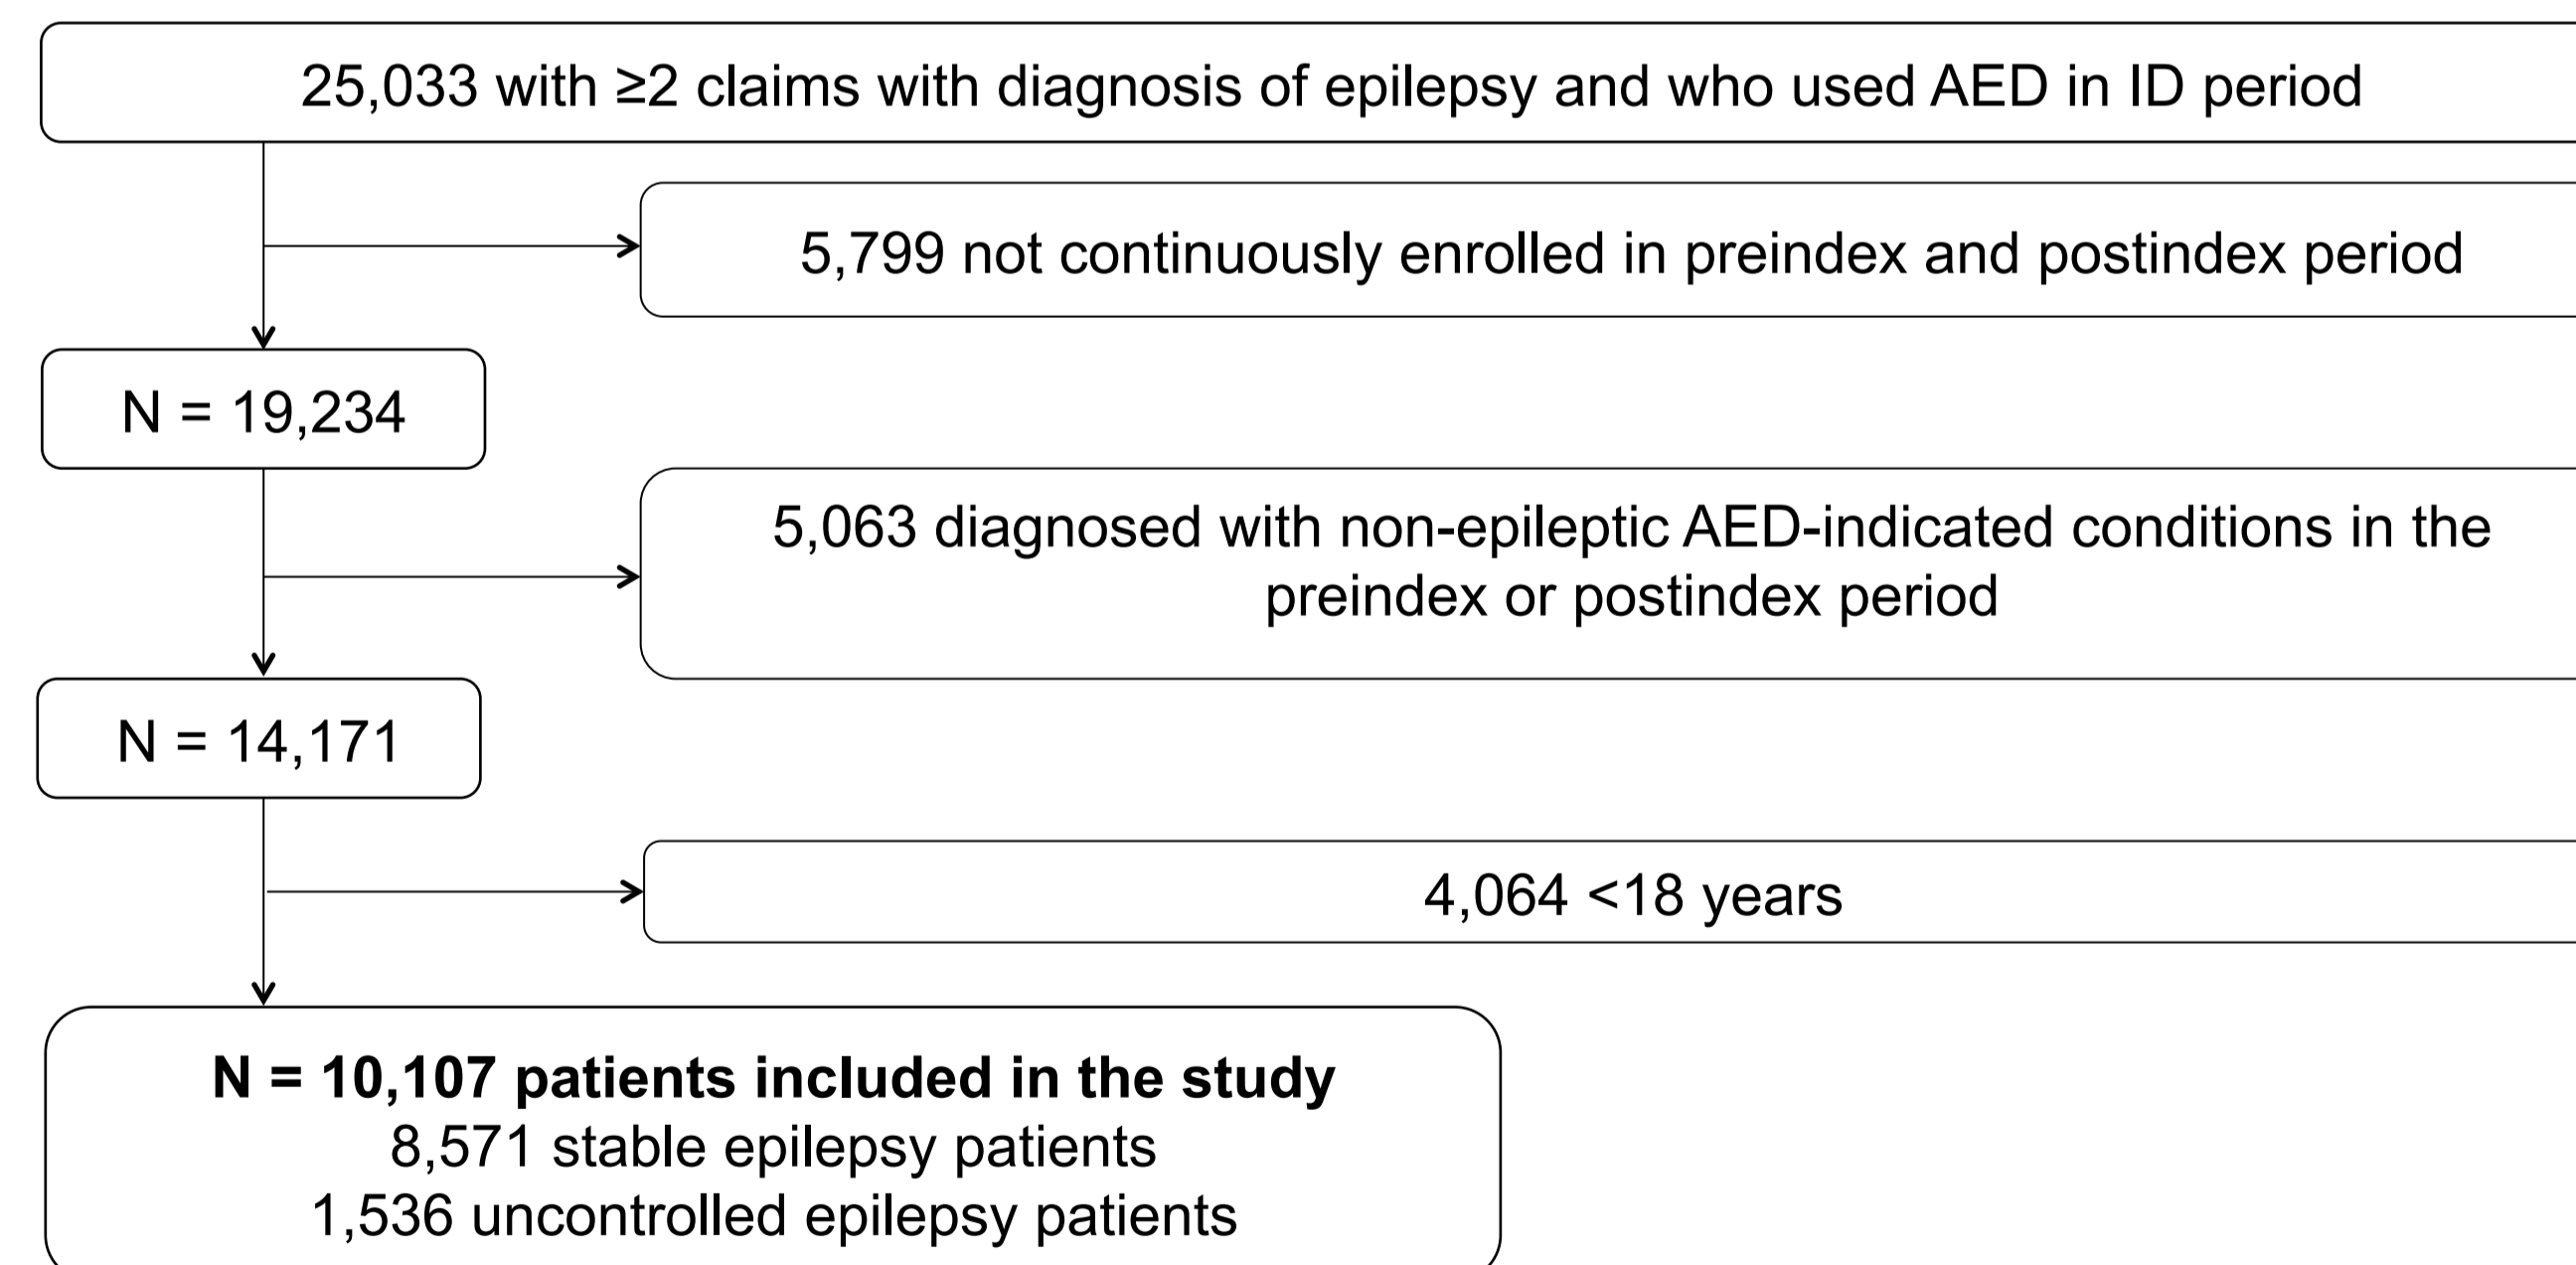 25,033 with ≥2 claims with diagnosis of epilepsy and who used AED in ID period
5,799 not continuously enrolled in preindex and postindex period
N = 19,234
5,063 diagnosed with non-epileptic AED-indicated conditions in the
preindex or postindex period
N = 14,171
4,064 <18 years
N = 10,107 patients included in the study
8,571 stable epilepsy patients
1,536 uncontrolled epilepsy patients